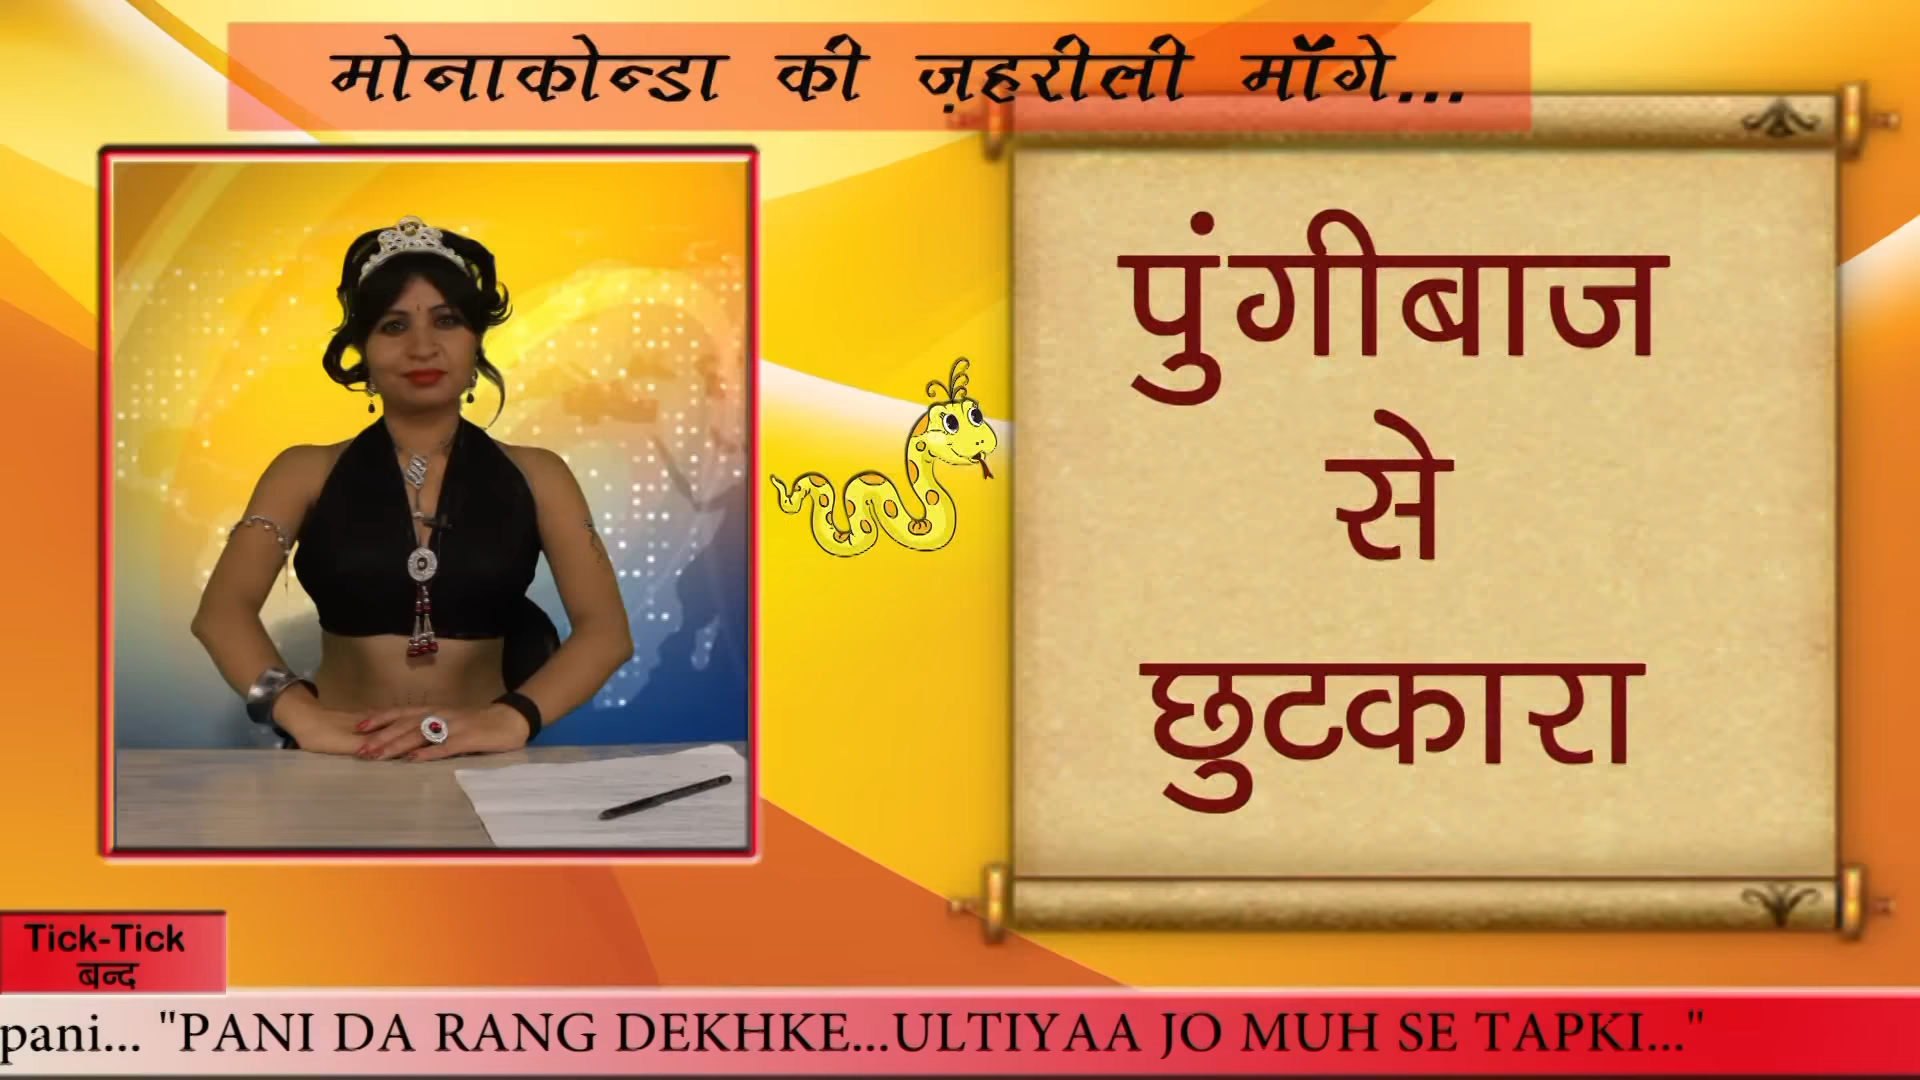 मोनाकोन्डा की ज़हरीली मॉंगे...
पुंगीबाज
से
छुटकारा
Tick-Tick
बन्द
pani... "PANI DA RANG DEKHKE...ULTIYAA JO MUH SE TAPKI..."